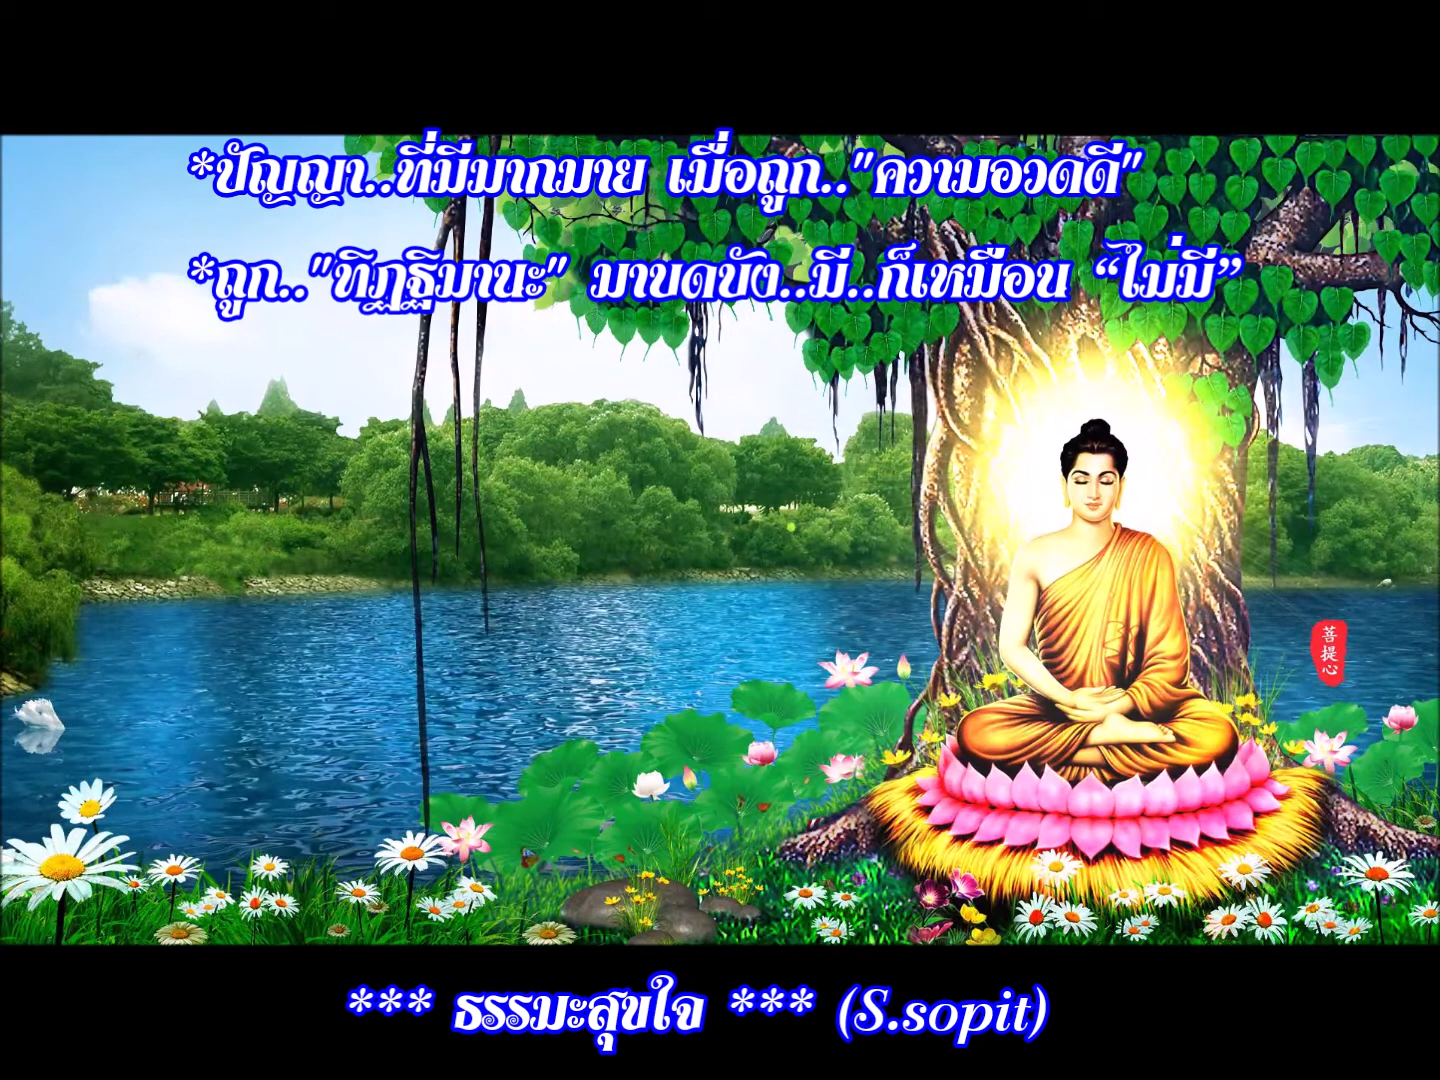 *ปัญญา..ที่มีมากมาย เมื่อถูก.."ความอวดดี"
*ถูก.."ทิฏฐิมานะ" มาบดบัง..มี..ก็เหมือน “ไม่มี”
菩提心
*** ธรรมะสุขใจ *** (S.sopit)